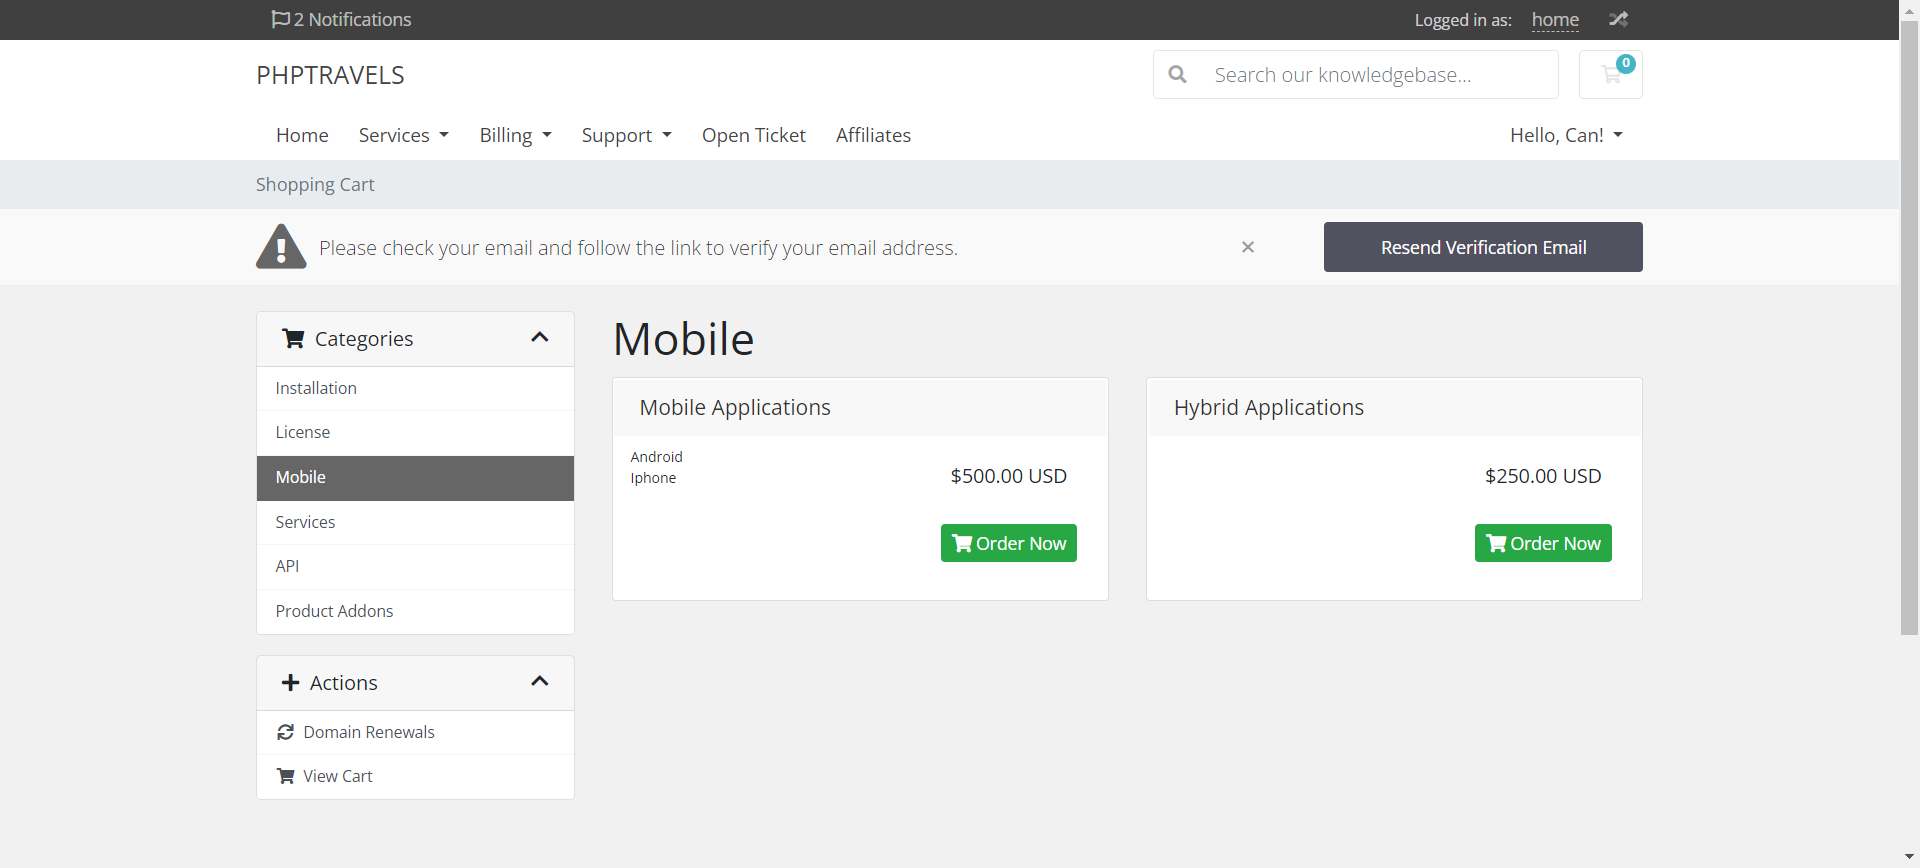 2 Notifications
Logged in as: home
PHPTRAVELS
Search our knowledgebase...
0
Home Services Billing Support Open Ticket Affiliates
Hello, Can!
Shopping Cart
Please check your email and follow the link to verify your email address.
Resend Verification Email
Categories
Installation
License
Mobile
Services
API
Product Addons
Actions
Domain Renewals
View Cart
Mobile
Mobile Applications
Android
Iphone
$500.00 USD
Order Now
Hybrid Applications
$250.00 USD
Order Now